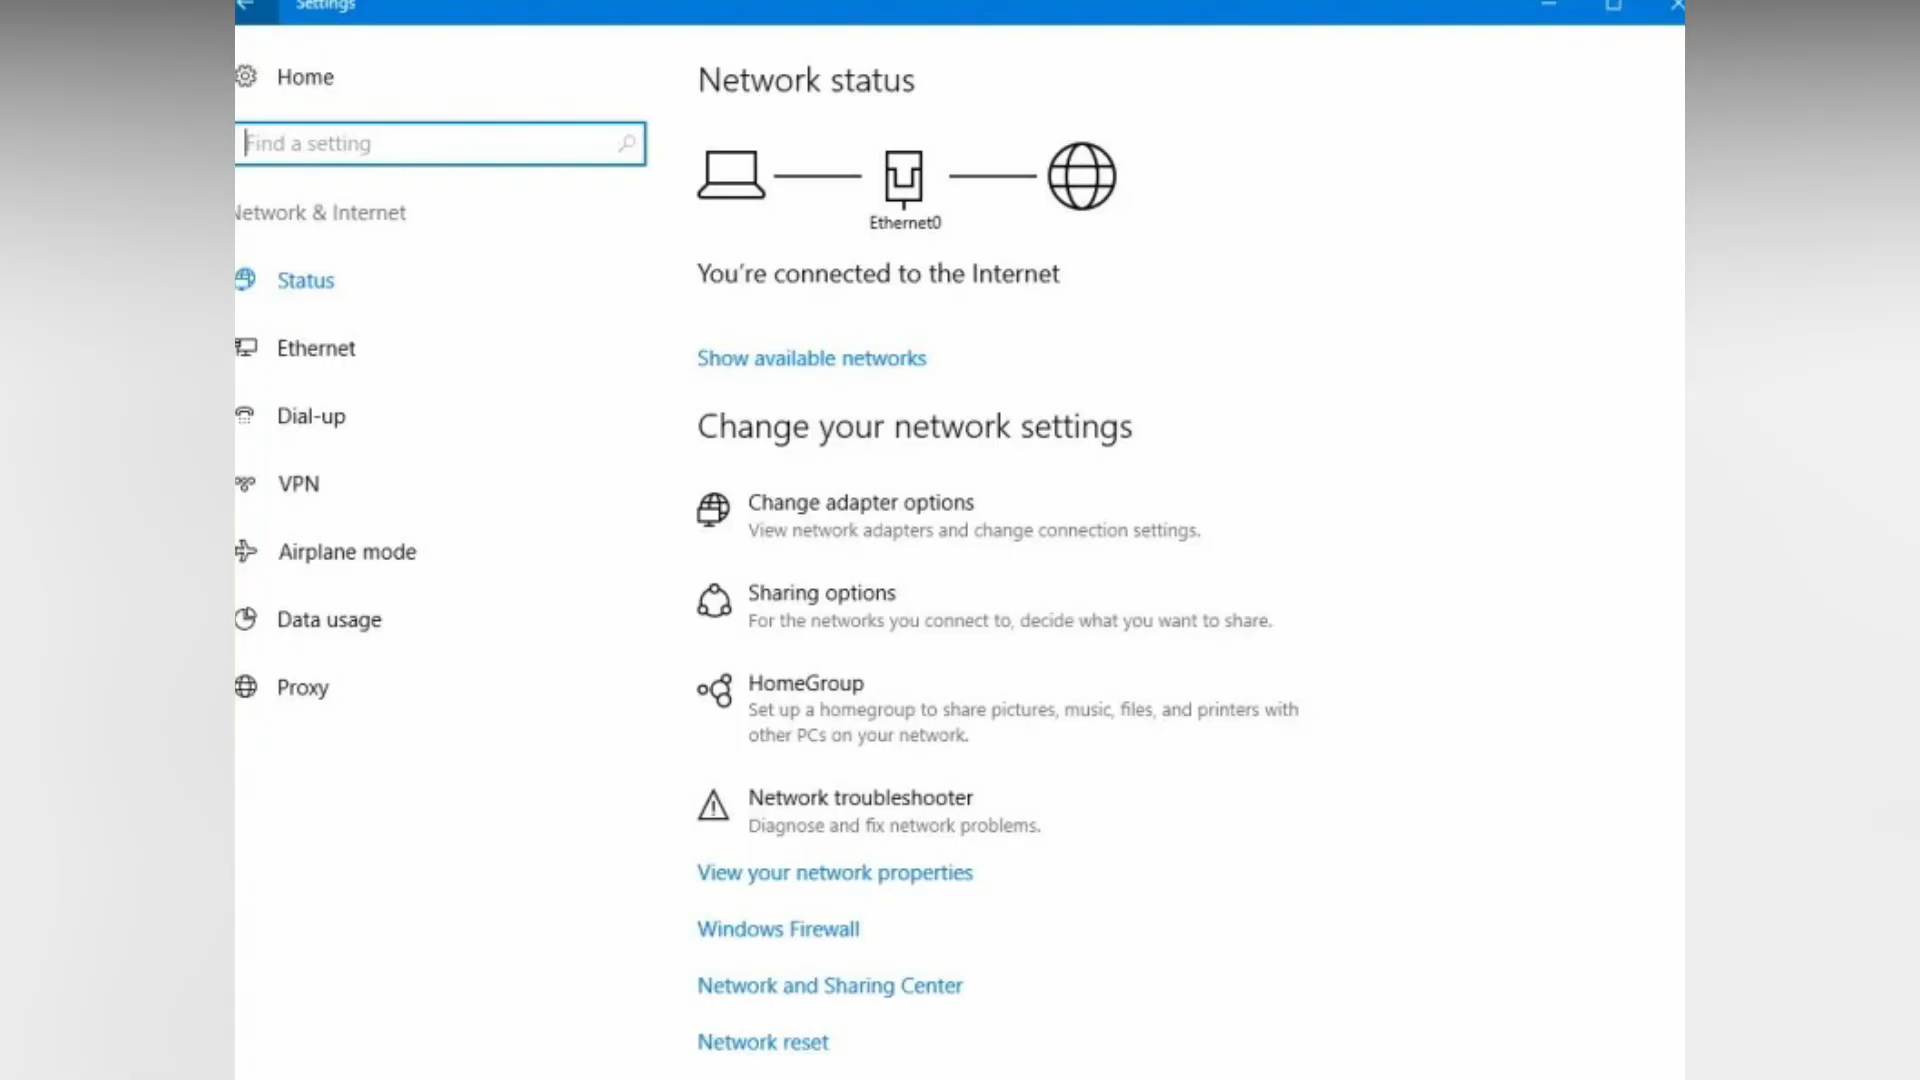 Settings
Home
Find a setting
Network & Internet
Status
Ethernet
Dial-up
VPN
Airplane mode
Data usage
Proxy
Network status
Ethernet0
You're connected to the Internet
Show available networks
Change your network settings
Change adapter options
View network adapters and change connection settings.
Sharing options
For the networks you connect to, decide what you want to share.
HomeGroup
Set up a homegroup to share pictures, music, files, and printers with
other PCs on your network.
Network troubleshooter
Diagnose and fix network problems.
View your network properties
Windows Firewall
Network and Sharing Center
Network reset